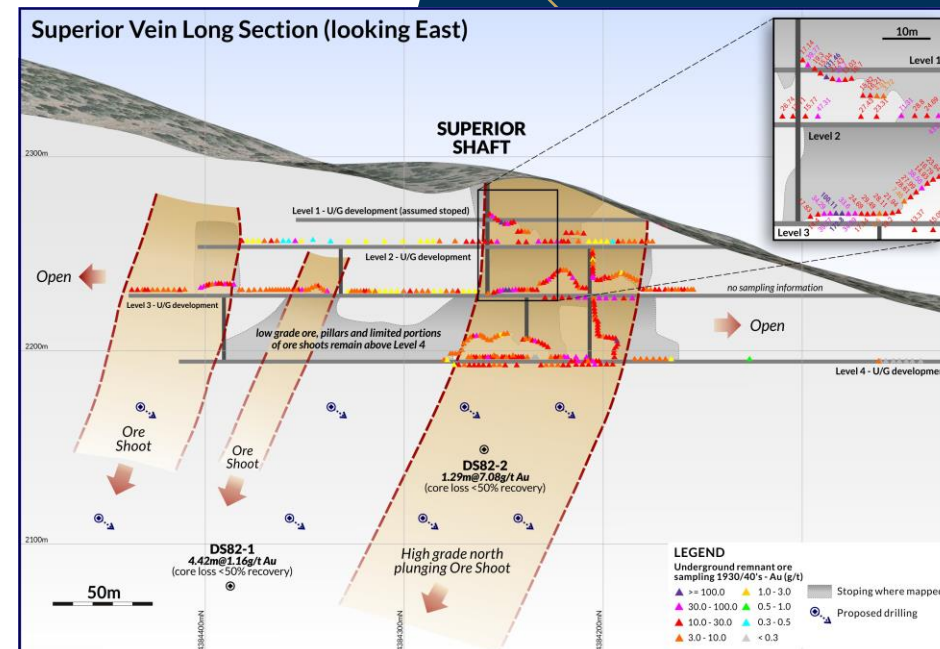 Superior Vein Long Section (looking East)
10m
Level 1
Level 2
Level 3
SUPERIOR
SHAFT
2300m
Level 1 - U/G development (assumed stoped)
Level 2 - U/G development
Open
Level 3 - U/G development
no sampling information
low grade ore, pillars and limited portions
of ore shoots remain above Level 4
Open
2200m
Level 4 - U/G developme
Ore
Shoot
Ore
Shoot
DS82-2
1.29m@7.08g/t Au
(core loss <50% recovery)
2100m
DS82-1
4.42m@1.16g/t Au
(core loss <50% recovery)
High grade north
plunging Ore Shoot
50m
LEGEND
Underground remnant ore
sampling 1930/40's - Au (g/t)
>= 100.0
1.0 - 3.0
30.0 - 100.0
0.5 - 1.0
10.0 - 30.0
0.3 - 0.5
3.0 - 10.0
< 0.3
Stoping where mapped
Proposed drilling
4384400mN
4384300mN
4384200mN